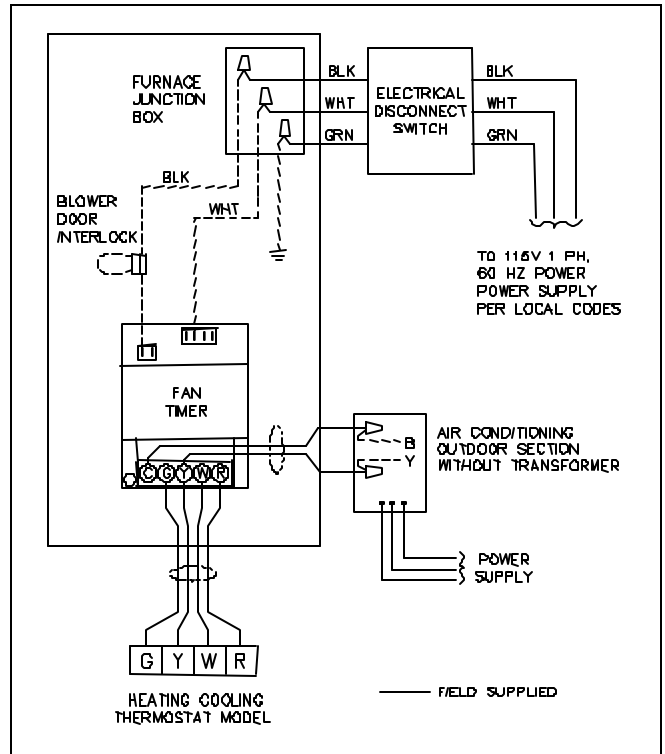 FURNACE
JUNCTION
BOX
BLK
WHT
GRN
ELECTRICAL
DISCONNECT
SWITCH
BLK
WHT
GRN
BLK
WHT
BLOWER
DOOR
INTERLOCK
TO 115V 1 PH,
60 HZ POWER
POWER SUPPLY
PER LOCAL CODES
FAN
TIMER
C G Y W R
B
Y
AIR CONDITIONING
OUTDOOR SECTION
WITHOUT TRANSFORMER
POWER
SUPPLY
G Y W R
HEATING COOLING
THERMOSTAT MODEL
FIELD SUPPLIED